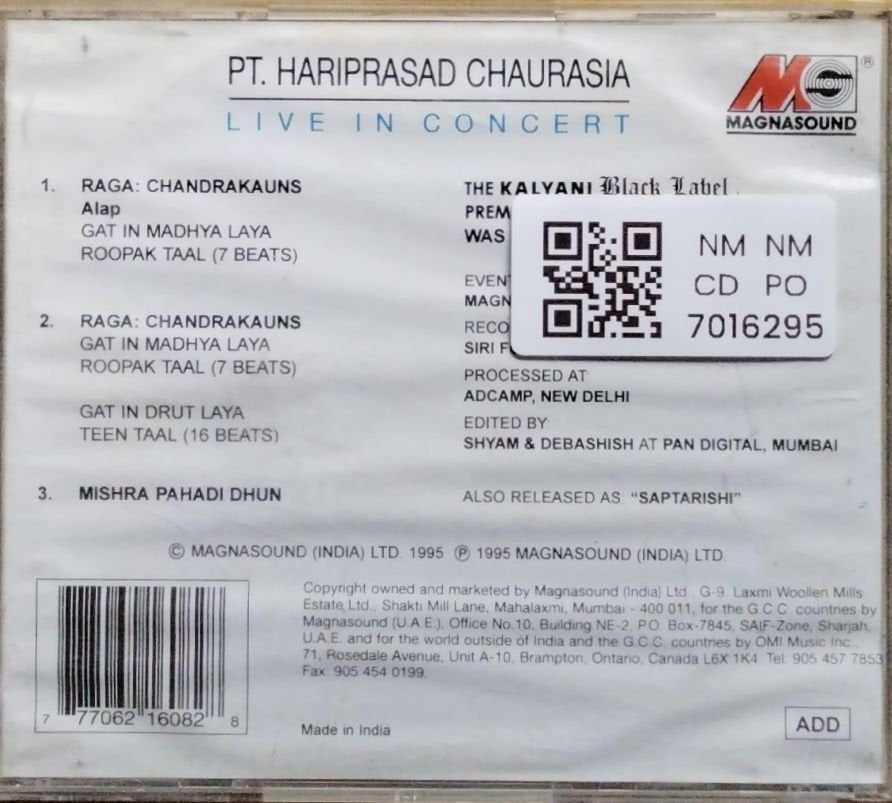 PT. HARIPRASAD CHAURASIA
LIVE IN CONCERT
MAGNASOUND
®
1. RAGA: CHANDRAKAUNS
Alap
GAT IN MADHYA LAYA
ROOPAK TAAL (7 BEATS)
2. RAGA: CHANDRAKAUNS
GAT IN MADHYA LAYA
ROOPAK TAAL (7 BEATS)
GAT IN DRUT LAYA
TEEN TAAL (16 BEATS)
3. MISHRA PAHADI DHUN
THE KALYANI Black Label
PREM
WAS
EVEN
MAGN
RECO
SIRI F
NM NM
CD PO
7016295
PROCESSED AT
ADCAMP, NEW DELHI
EDITED BY:
SHYAM & DEBASHISH AT PAN DIGITAL, MUMBAI
ALSO RELEASED AS "SAPTARISHI"
© MAGNASOUND (INDIA) LTD. 1995 ℗ 1995 MAGNASOUND (INDIA) LTD.
Copyright owned and marketed by Magnasound (India) Ltd. G-9 Laxmi Woollen Mills
Estate, Ltd., Shakti Mill Lane, Mahalaxmi, Mumbai - 400 011, for the G.C.C. countries by
Magnasound (U.A.E.), Office No.10, Building NE-2, P.O. Box-7845, SAIF-Zone, Sharjah,
U.A.E. and for the world outside of India and the G.C.C. countries by OMI Music Inc.,
71, Rosedale Avenue, Unit A-10, Brampton, Ontario, Canada L6X 1K4. Tel. 905 457 7853
Fax. 905 454 0199.
7 77062 16082 8
Made in India
ADD